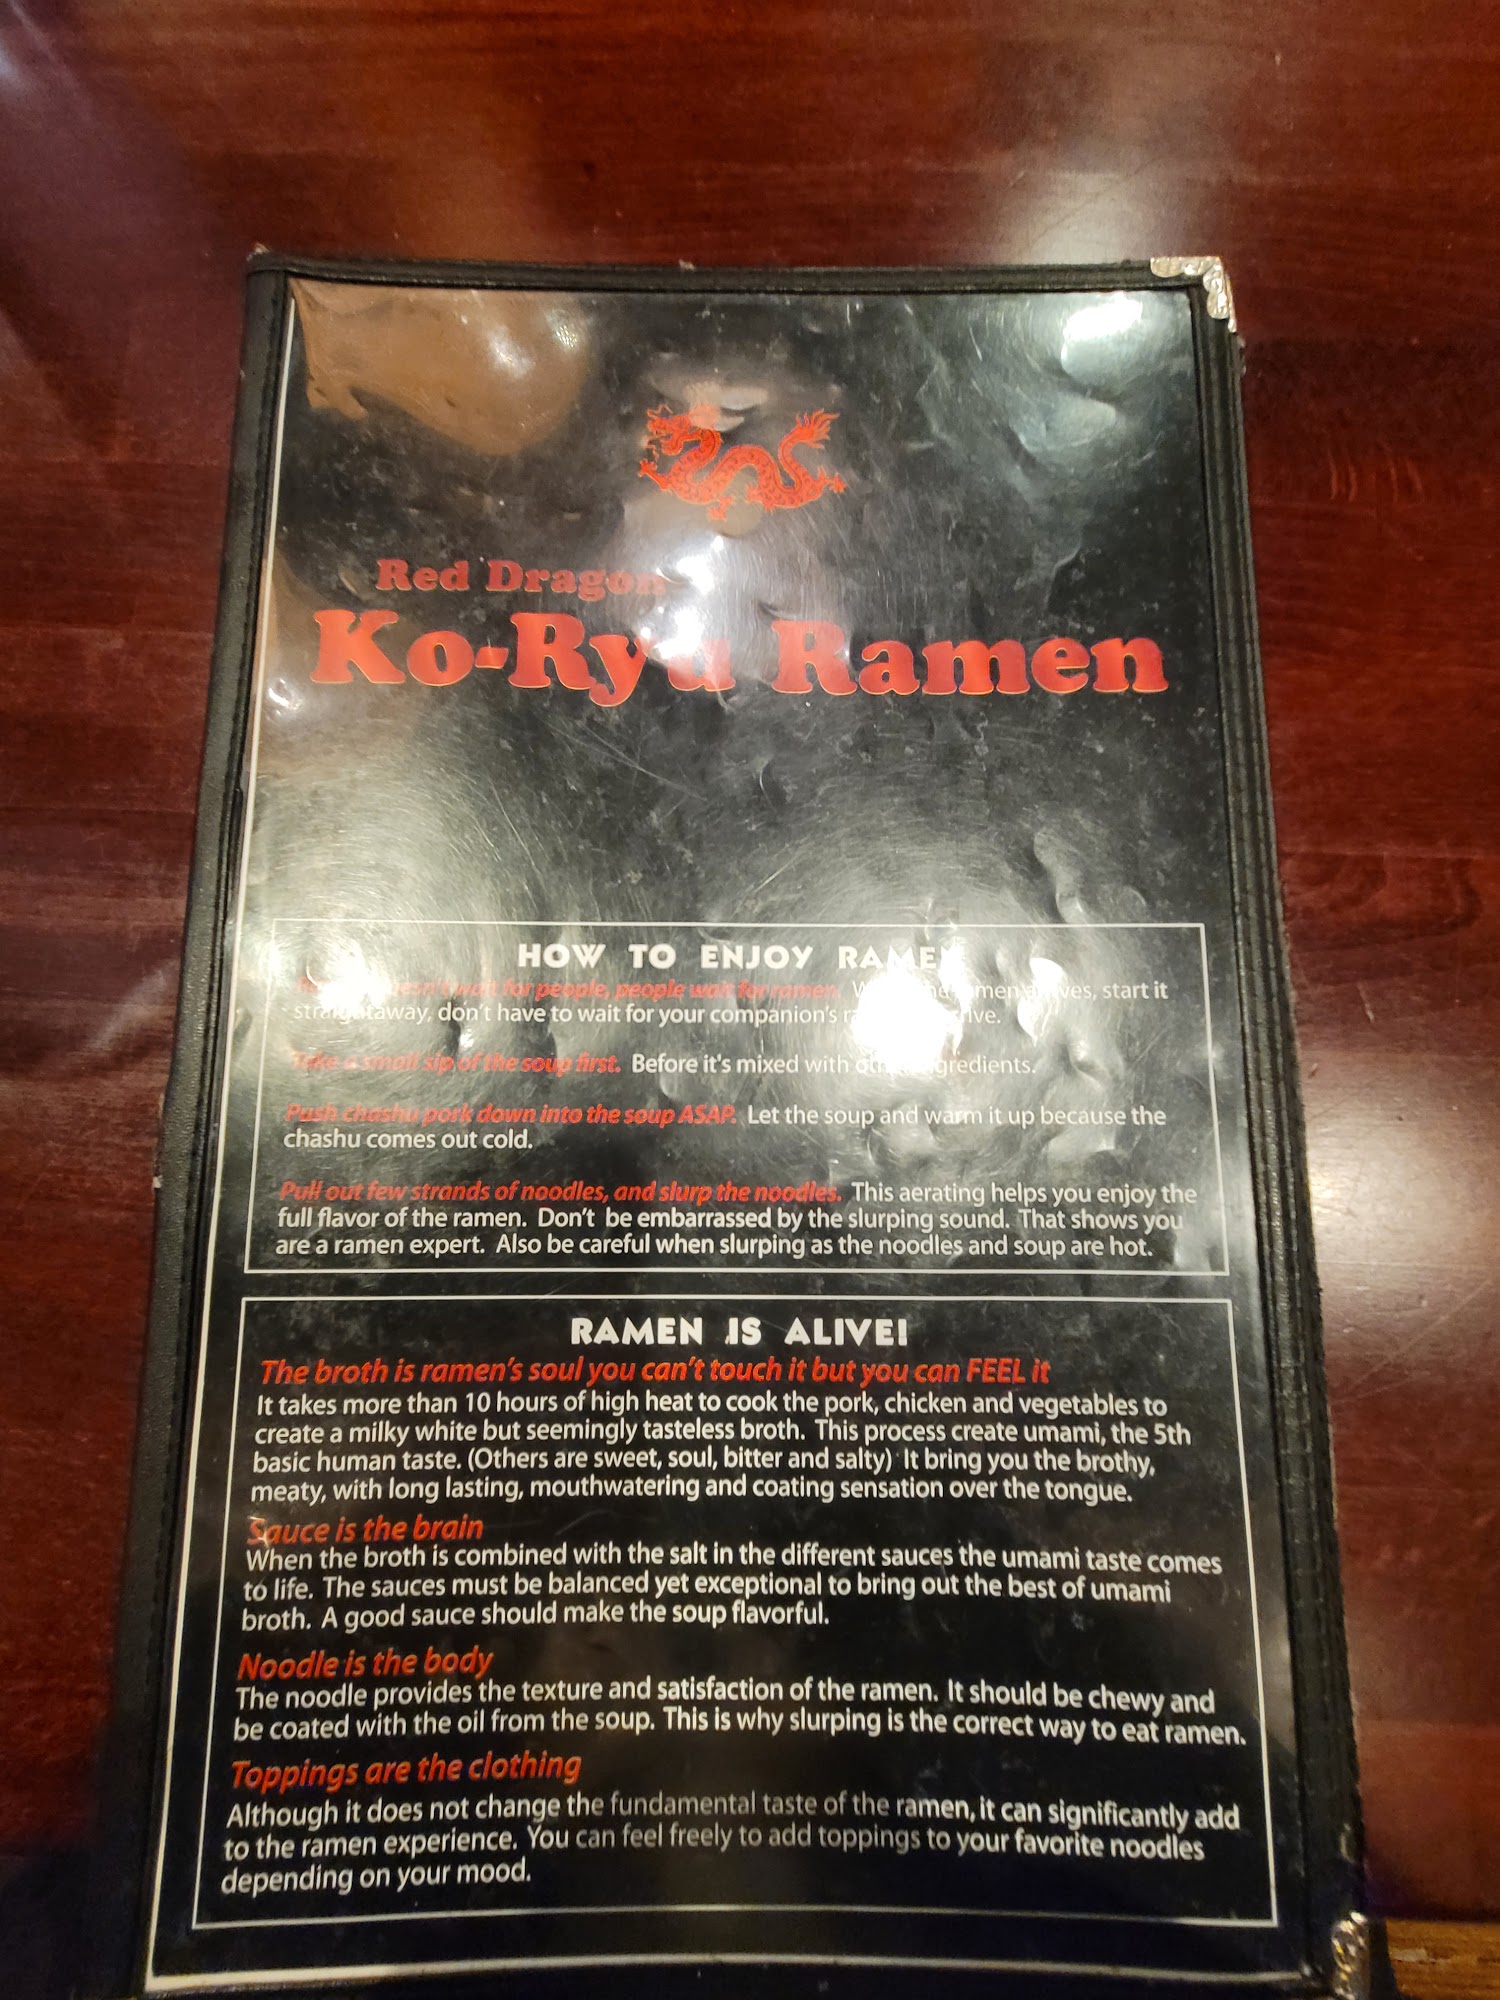 Red Dragon
Ko-Ryu Ramen
HOW TO ENJOY RAMEN
wait for people, people wait for ramen. start it
straightaway, don't have to wait for your companion's
Take a small sip of the soup first. Before it's mixed with other ingredients.
Push chashu pork down into the soup ASAP. Let the soup and warm it up because the
chashu comes out cold.
Pull out few strands of noodles, and slurp the noodles. This aerating helps you enjoy the
full flavor of the ramen. Don't be embarrassed by the slurping sound. That shows you
are a ramen expert. Also be careful when slurping as the noodles and soup are hot.
RAMEN IS ALIVE!
The broth is ramen's soul you can't touch it but you can FEEL it
It takes more than 10 hours of high heat to cook the pork, chicken and vegetables to
create a milky white but seemingly tasteless broth. This process create umami, the 5th
basic human taste. (Others are sweet, soul, bitter and salty) It bring you the brothy,
meaty, with long lasting, mouthwatering and coating sensation over the tongue.
Sauce is the brain
When the broth is combined with the salt in the different sauces the umami taste comes
to life. The sauces must be balanced yet exceptional to bring out the best of umami
broth. A good sauce should make the soup flavorful.
Noodle is the body
The noodle provides the texture and satisfaction of the ramen. It should be chewy and
be coated with the oil from the soup. This is why slurping is the correct way to eat ramen.
Toppings are the clothing
Although it does not change the fundamental taste of the ramen, it can significantly add
to the ramen experience. You can feel freely to add toppings to your favorite noodles
depending on your mood.